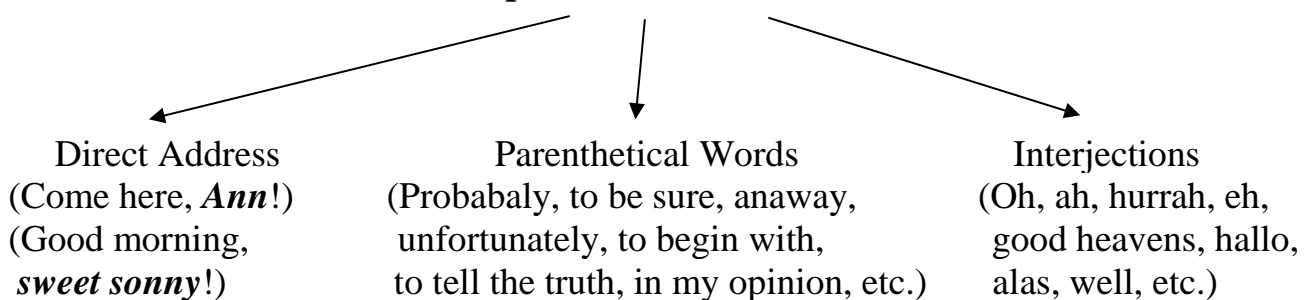 Direct Address
(Come here, Ann!)
(Good morning,
sweet sonny!)
Parenthetical Words
(Probabaly, to be sure, anaway,
unfortunately, to begin with,
to tell the truth, in my opinion, etc.)
Interjections
(Oh, ah, hurrah, eh,
good heavens, hallo,
alas, well, etc.)